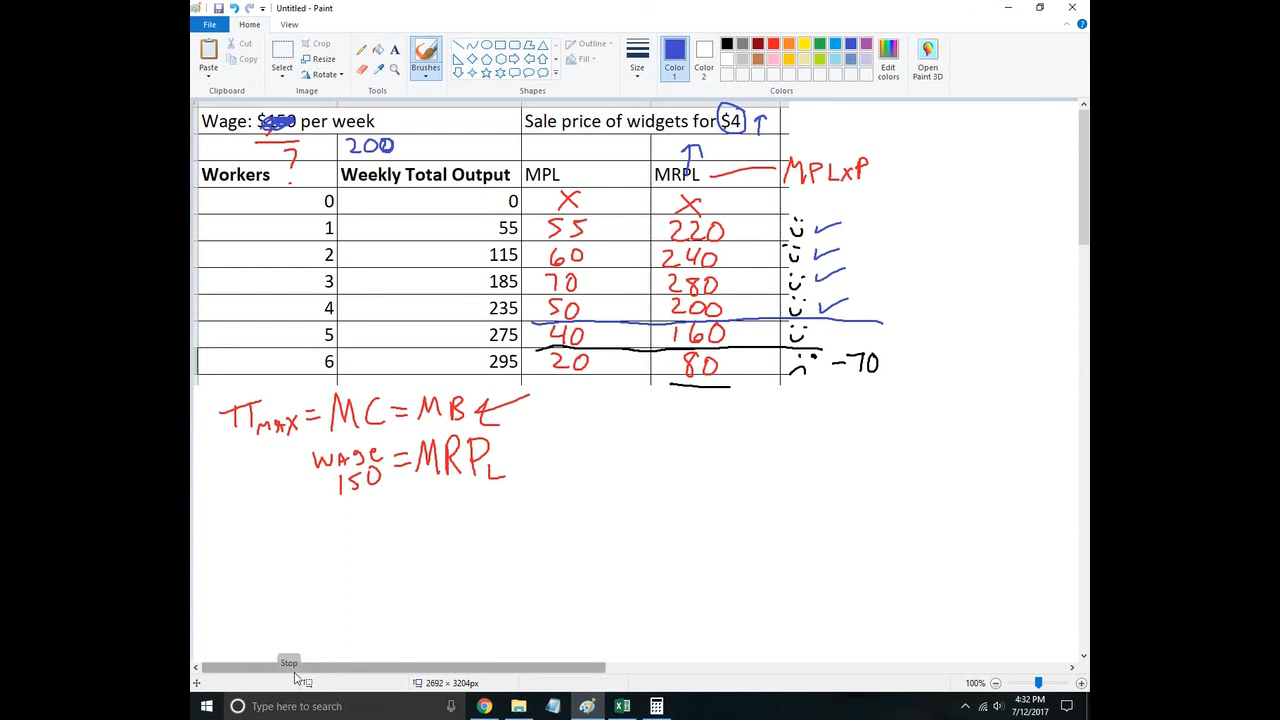 Untitled - Paint
File Home View
Paste
Cut
Copy
Clipboard
Select
Crop
Resize
Rotate
Image
Tools
Brushes
Shapes
Outline
Fill
Size
Color 1
Color 2
Edit colors
Colors
Open Paint 3D
Wage: $150 per week Sale price of widgets for $4 ↑
? 200 ↑
Workers Weekly Total Output MPL MRPL — MPLxP
0 0 X X
1 55 55 220 ✓
2 115 60 240 ✓
3 185 70 280 ✓
4 235 50 200 ✓
5 275 40 160
6 295 20 80 -70
πMAX = MC = MB ←
WAGE = MRPL
150
Stop
2692 × 3204px 100%
Type here to search
4:32 PM
7/12/2017